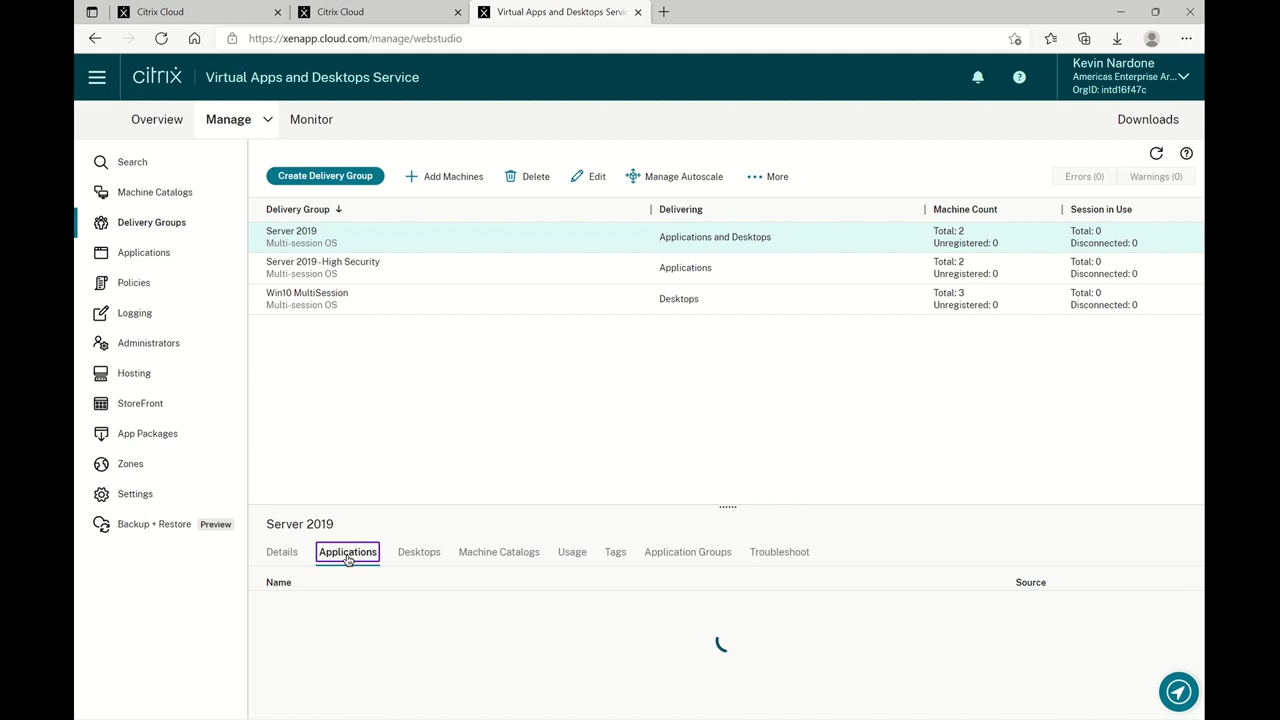 Citrix Cloud
Citrix Cloud
Virtual Apps and Desktops Servi
https://xenapp.cloud.com/manage/webstudio
citrix
Virtual Apps and Desktops Service
Kevin Nardone
Americas Enterprise Ar...
OrgID: intd16f47c
Overview
Manage
Monitor
Downloads
Search
Machine Catalogs
Delivery Groups
Applications
Policies
Logging
Administrators
Hosting
StoreFront
App Packages
Zones
Settings
Backup + Restore Preview
Create Delivery Group
Add Machines
Delete
Edit
Manage Autoscale
More
Errors (0)
Warnings (0)
Delivery Group
Delivering
Machine Count
Session in Use
Server 2019
Multi-session OS
Applications and Desktops
Total: 2
Unregistered: 0
Total: 0
Disconnected: 0
Server 2019 - High Security
Multi-session OS
Applications
Total: 2
Unregistered: 0
Total: 0
Disconnected: 0
Win10 MultiSession
Multi-session OS
Desktops
Total: 3
Unregistered: 0
Total: 0
Disconnected: 0
Server 2019
Details
Applications
Desktops
Machine Catalogs
Usage
Tags
Application Groups
Troubleshoot
Name
Source